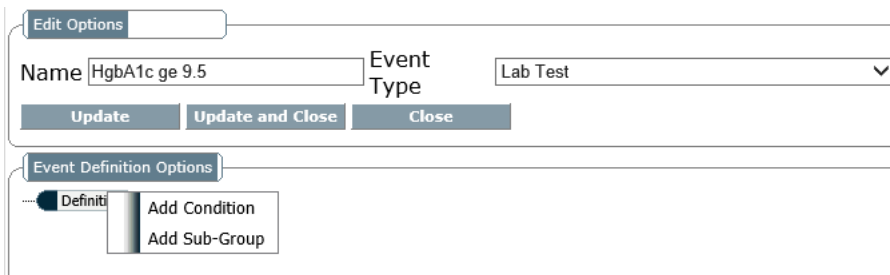 Edit Options
Name HgbA1c ge 9.5 Event Type Lab Test
Update Update and Close Close
Event Definition Options
Definiti
Add Condition
Add Sub-Group